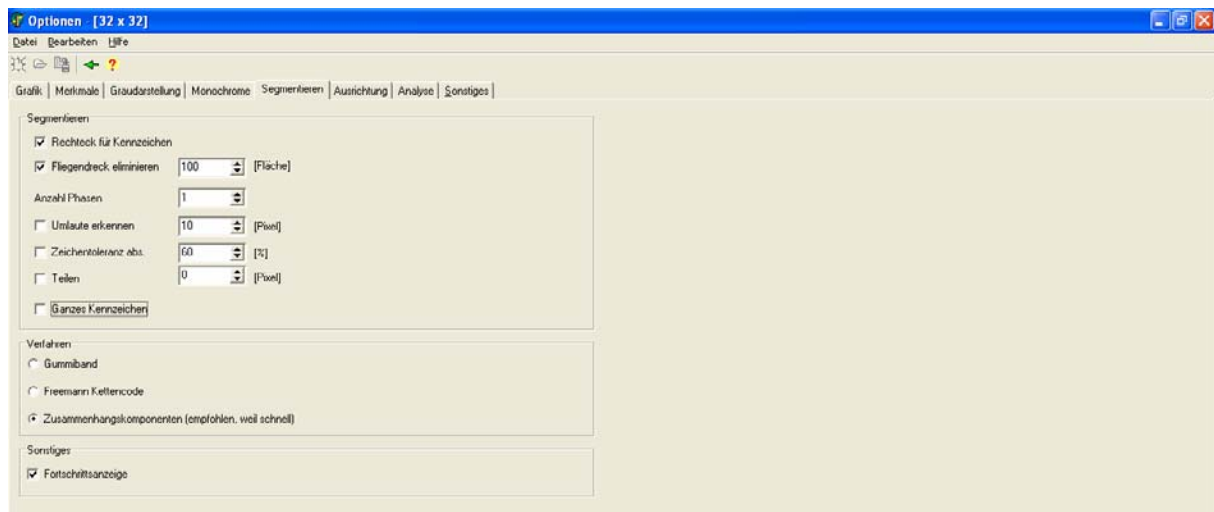 Optionen - [32 x 32]
Datei Bearbeiten Hilfe
Grafik Merkmale Graudarstellung Monochrome Segmentieren Ausrichtung Analyse Sonstiges
Segmentieren
Rechteck für Kennzeichen
Fliegendreck eliminieren 100 [Fläche]
Anzahl Phasen 1
Umlaute erkennen 10 [Pixel]
Zeichentoleranz abs. 60 [%]
Teilen 0 [Pixel]
Ganzes Kennzeichen
Verfahren
Gummiband
Freemann Kettencode
Zusammenhangskomponenten (empfohlen, weil schnell)
Sonstiges
Fortschrittsanzeige